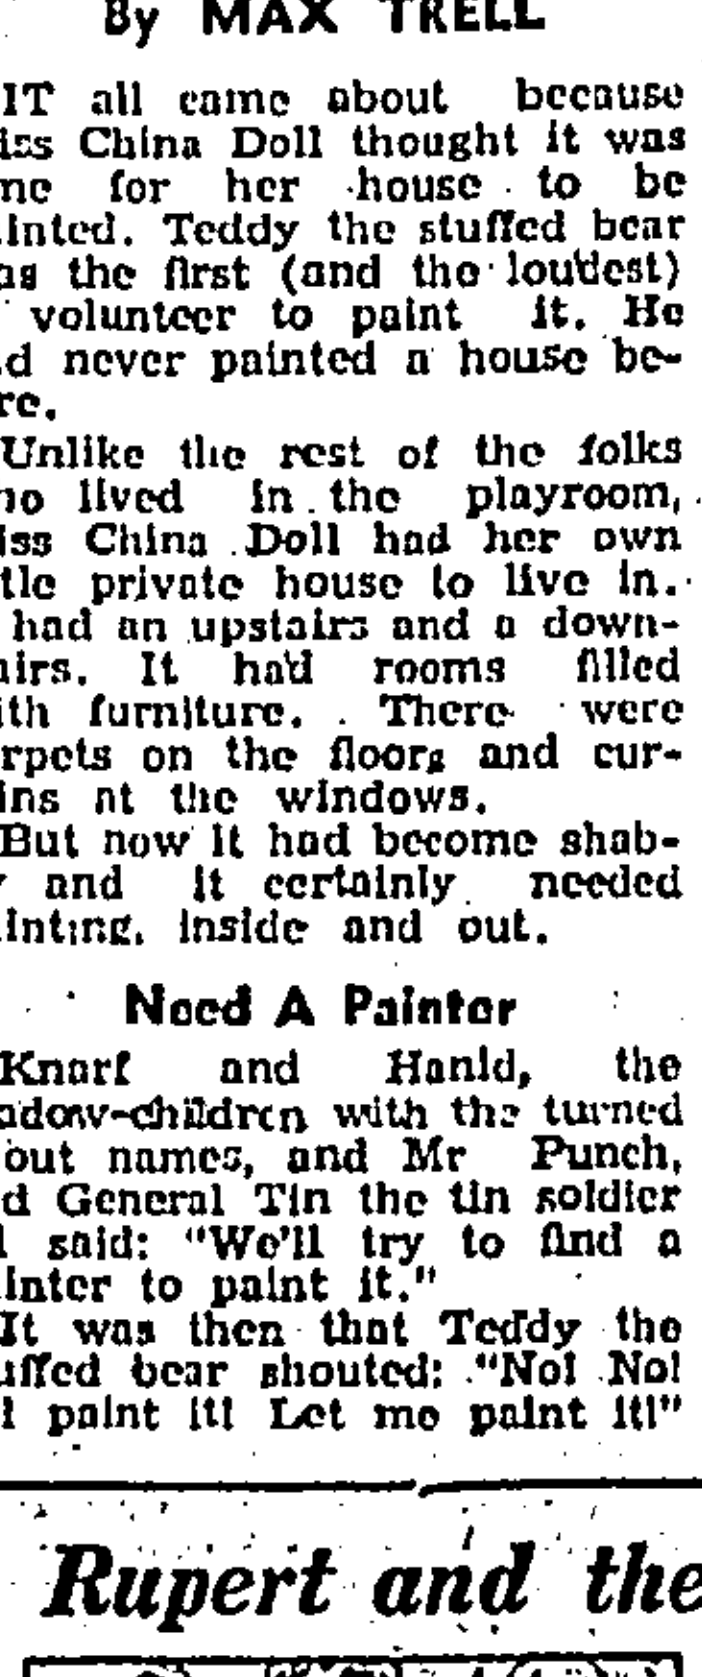 By MAX TRELL
IT all came about because
iss China Doll thought it was
me for her house to be
inted. Teddy the stuffed bear
as the first (and the loudest)
volunteer to paint it. He
d never painted a house be-
re.
Unlike the rest of the folks
ho lived in the playroom,
iss China Doll had her own
tle private house to live in.
had an upstairs and a down-
airs. It had rooms filled
ith furniture. There were
rpets on the floors and cur-
ins at the windows.
But now it had become shab-
y and it certainly needed
inting, inside and out.
Need A Painter
Knarf and Hanid, the
adow-children with the turned
out names, and Mr Punch,
d General Tin the tin soldier
l said: "We'll try to find a
inter to paint it."
It was then that Teddy the
uffed bear shouted: "No! No!
l paint it! Let me paint it!"
Rupert and the